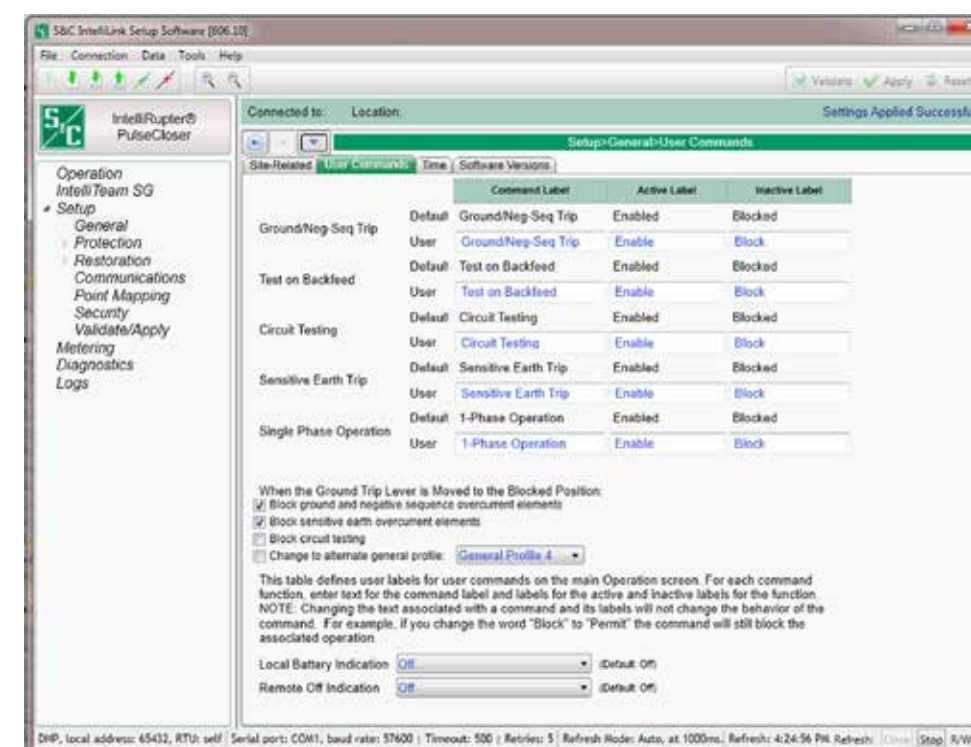 S&C IntelliLink Setup Software [606.10]
File Connection Data Tools Help
Validate Apply Reset
S&C IntelliRupter® PulseCloser
Connected to: Location: Settings Applied Successfu
Setup>General>User Commands
Site-Related User Commands Time Software Versions
Operation
IntelliTeam SG
Setup
General
Protection
Restoration
Communications
Point Mapping
Security
Validate/Apply
Metering
Diagnostics
Logs
Command Label Active Label Inactive Label
Ground/Neg Seq Trip
Default Ground/Neg-Seq Trip Enabled Blocked
User Ground/Neg-Seq Trip Enable Block
Test on Backfeed
Default Test on Backfeed Enabled Blocked
User Test on Backfeed Enable Block
Circuit Testing
Default Circuit Testing Enabled Blocked
User Circuit Testing Enable Block
Sensitive Earth Trip
Default Sensitive Earth Trip Enabled Blocked
User Sensitive Earth Trip Enable Block
Single Phase Operation
Default 1-Phase Operation Enabled Blocked
User 1-Phase Operation Enable Block
When the Ground Trip Lever is Moved to the Blocked Position:
Block ground and negative sequence overcurrent elements
Block sensitive earth overcurrent elements
Block circuit testing
Change to alternate general profile: General Profile 4
This table defines user labels for user commands on the main Operation screen. For each command
function, enter text for the command label and labels for the active and inactive labels for the function.
NOTE: Changing the text associated with a command and its labels will not change the behavior of the
command. For example, if you change the word "Block" to "Permit" the command will still block the
associated operation.
Local Battery Indication Off (Default: Off)
Remote Off Indication Off (Default: Off)
DNP, local address: 65432, RTU: self Serial port: COM1, baud rate: 57600 Timeout: 500 Retries: 5 Refresh Mode: Auto, at 1000ms. Refresh: 4:24:56 PM Refresh Stop